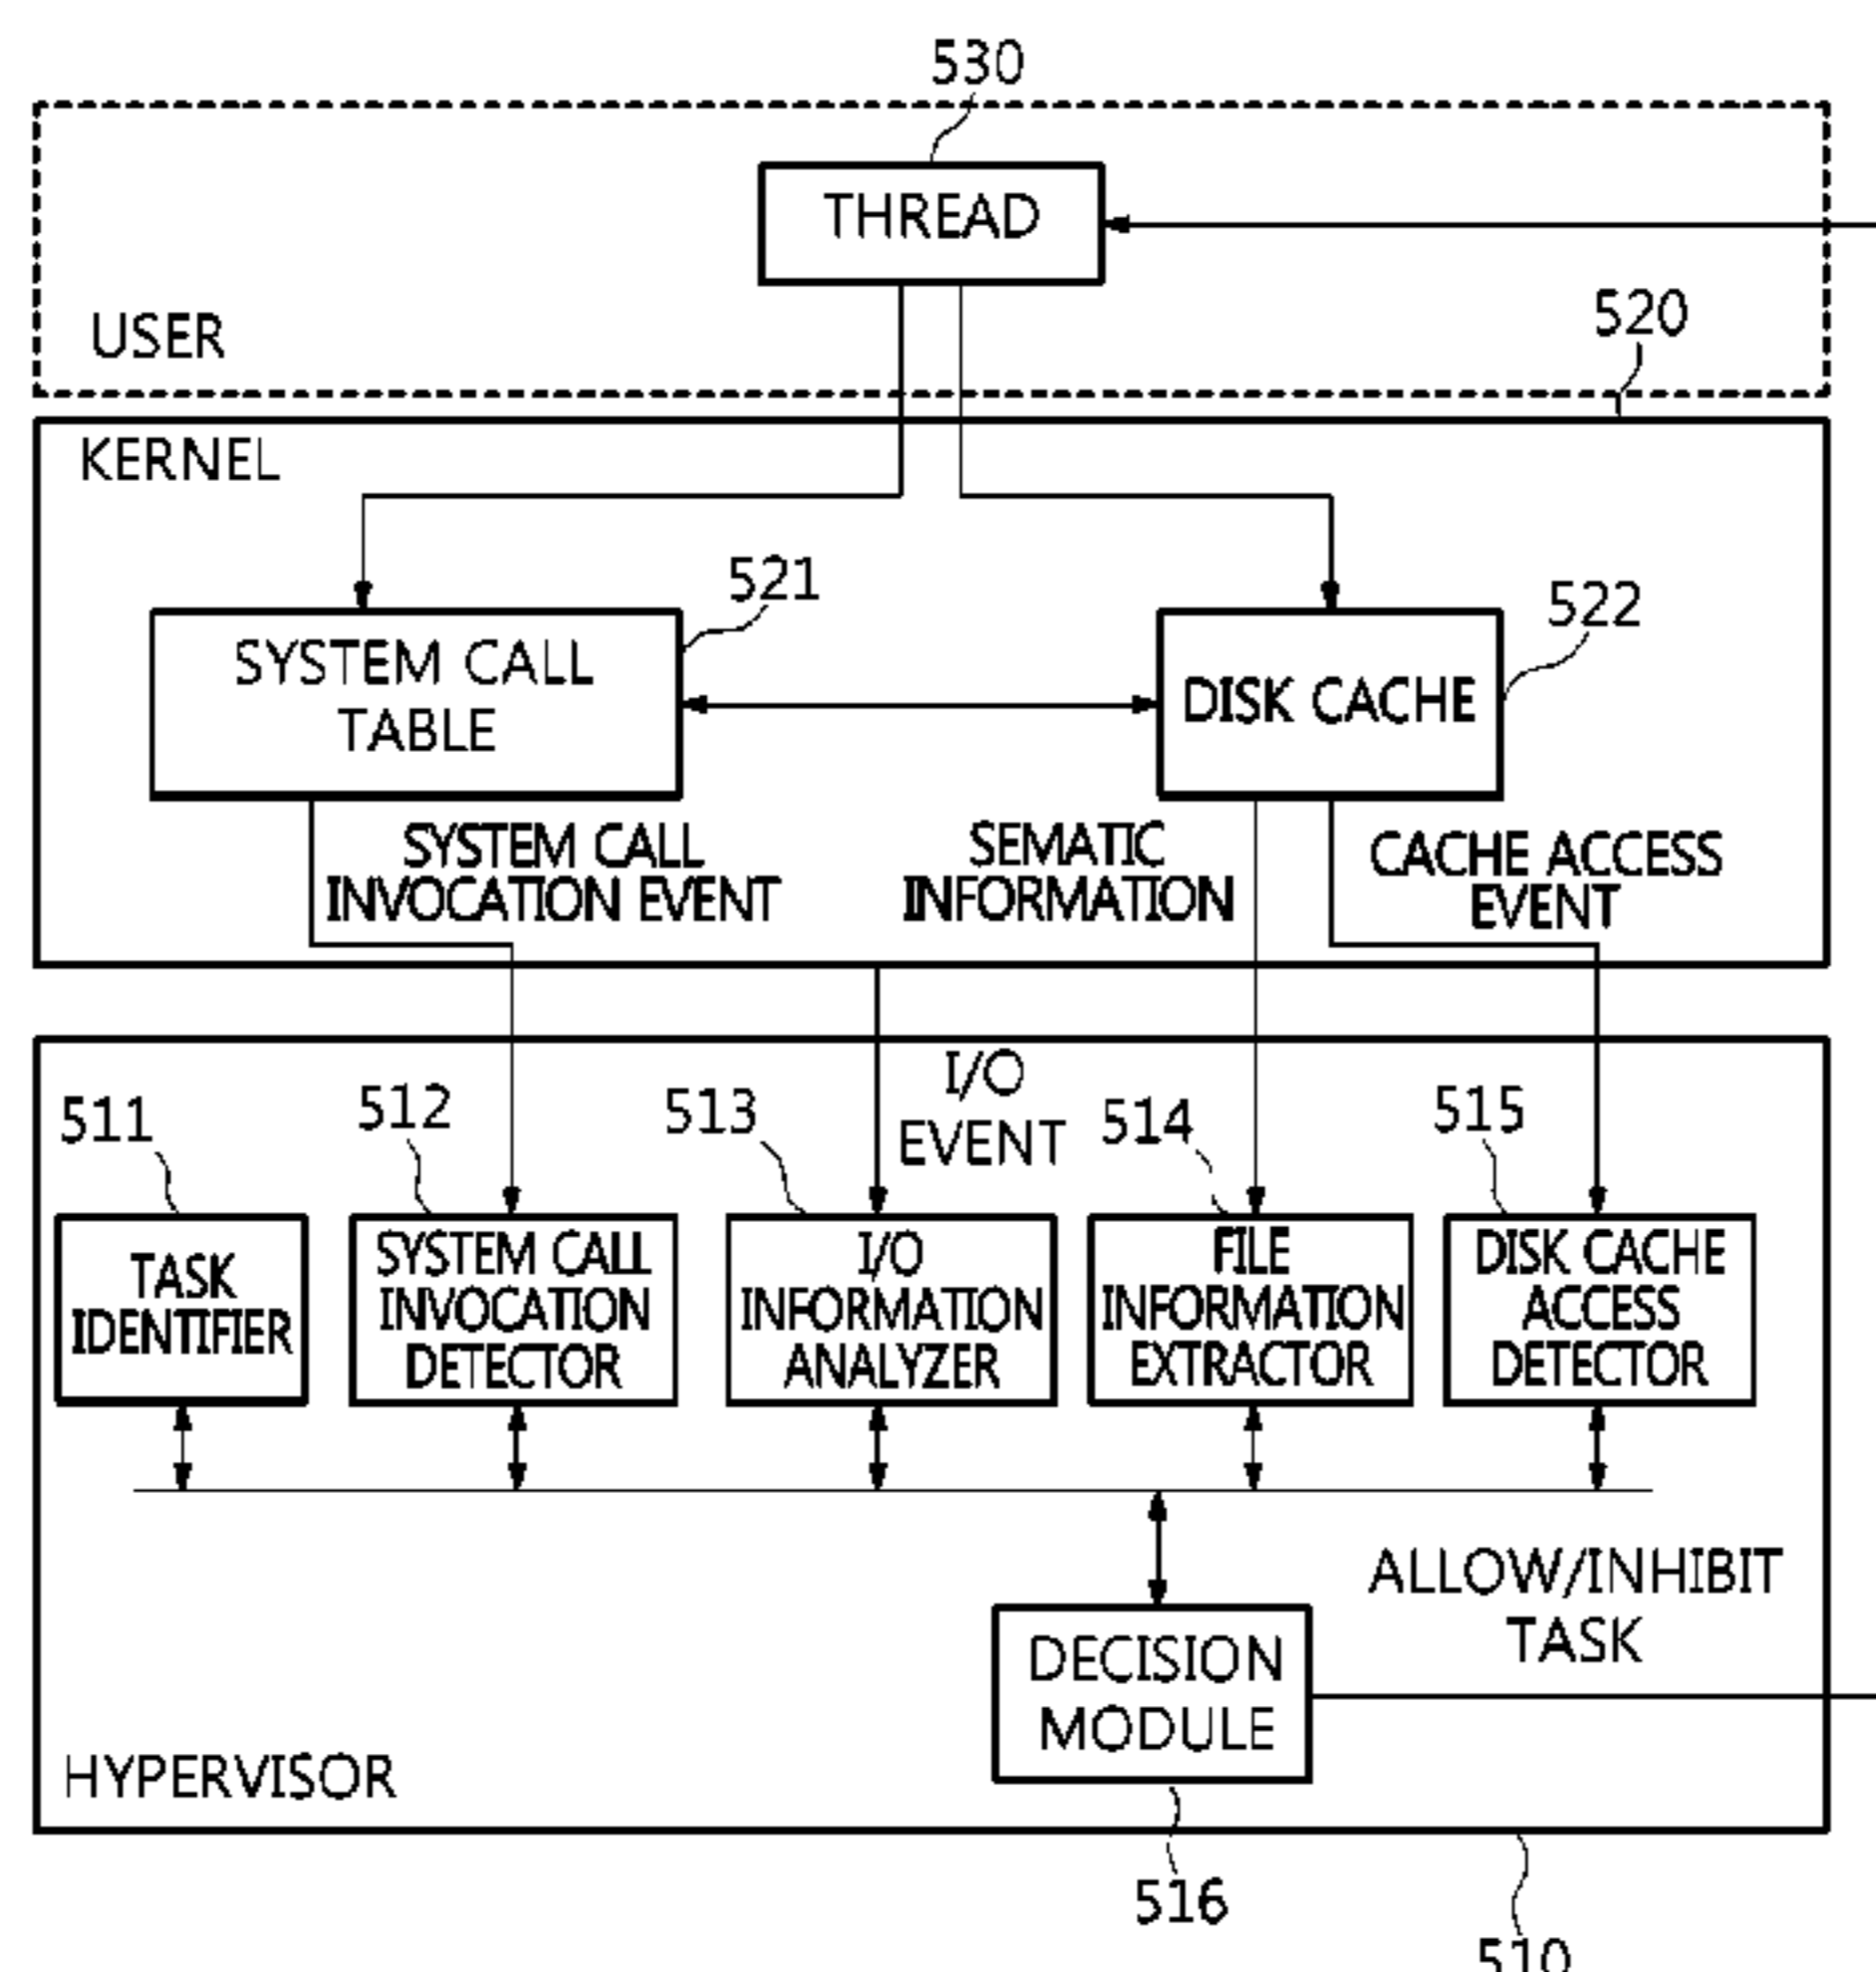 530
THREAD
USER
520
KERNEL
521
522
SYSTEM CALL
TABLE
DISK CACHE
SYSTEM CALL
INVOCATION EVENT
SEMATIC
INFORMATION
CACHE ACCESS
EVENT
I/O
EVENT
511
512
513
514
515
TASK
IDENTIFIER
SYSTEM CALL
INVOCATION
DETECTOR
I/O
INFORMATION
ANALYZER
FILE
INFORMATION
EXTRACTOR
DISK CACHE
ACCESS
DETECTOR
ALLOW/INHIBIT
TASK
DECISION
MODULE
HYPERVISOR
516
510